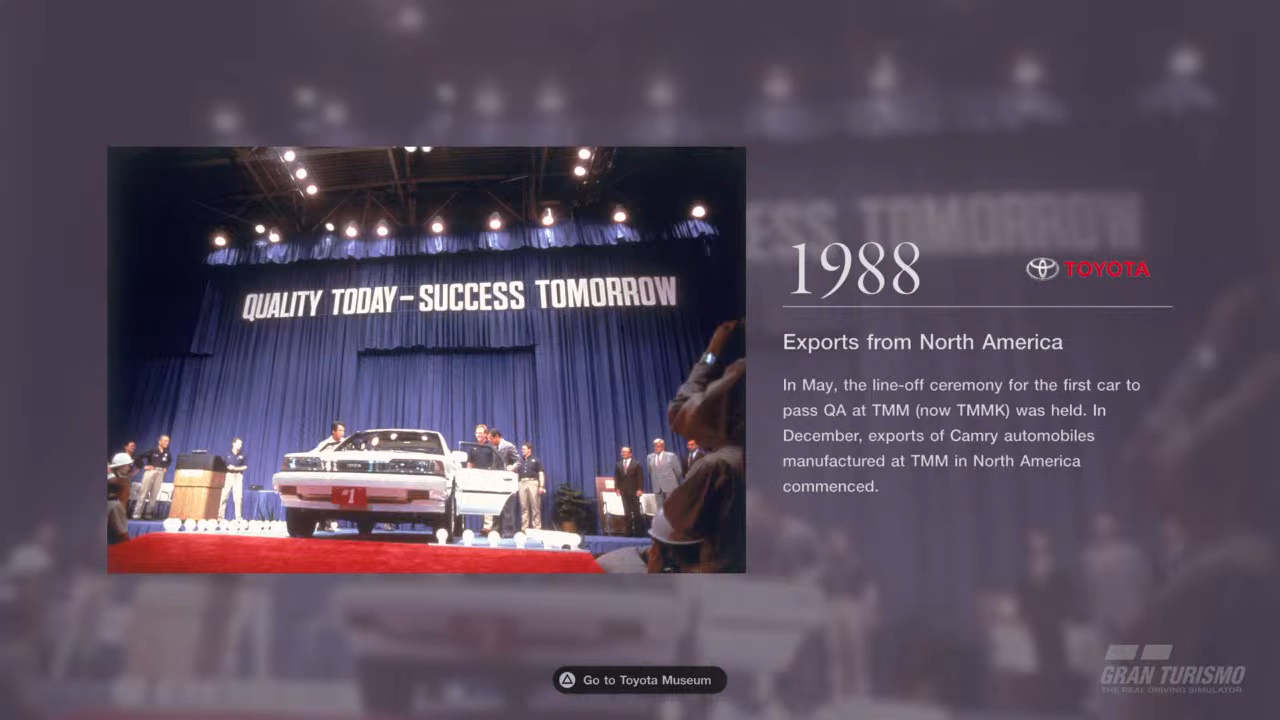 QUALITY TODAY – SUCCESS TOMORROW
#1
1988
TOYOTA
Exports from North America
In May, the line-off ceremony for the first car to
pass QA at TMM (now TMMK) was held. In
December, exports of Camry automobiles
manufactured at TMM in North America
commenced.
Go to Toyota Museum
GRAN TURISMO
THE REAL DRIVING SIMULATOR